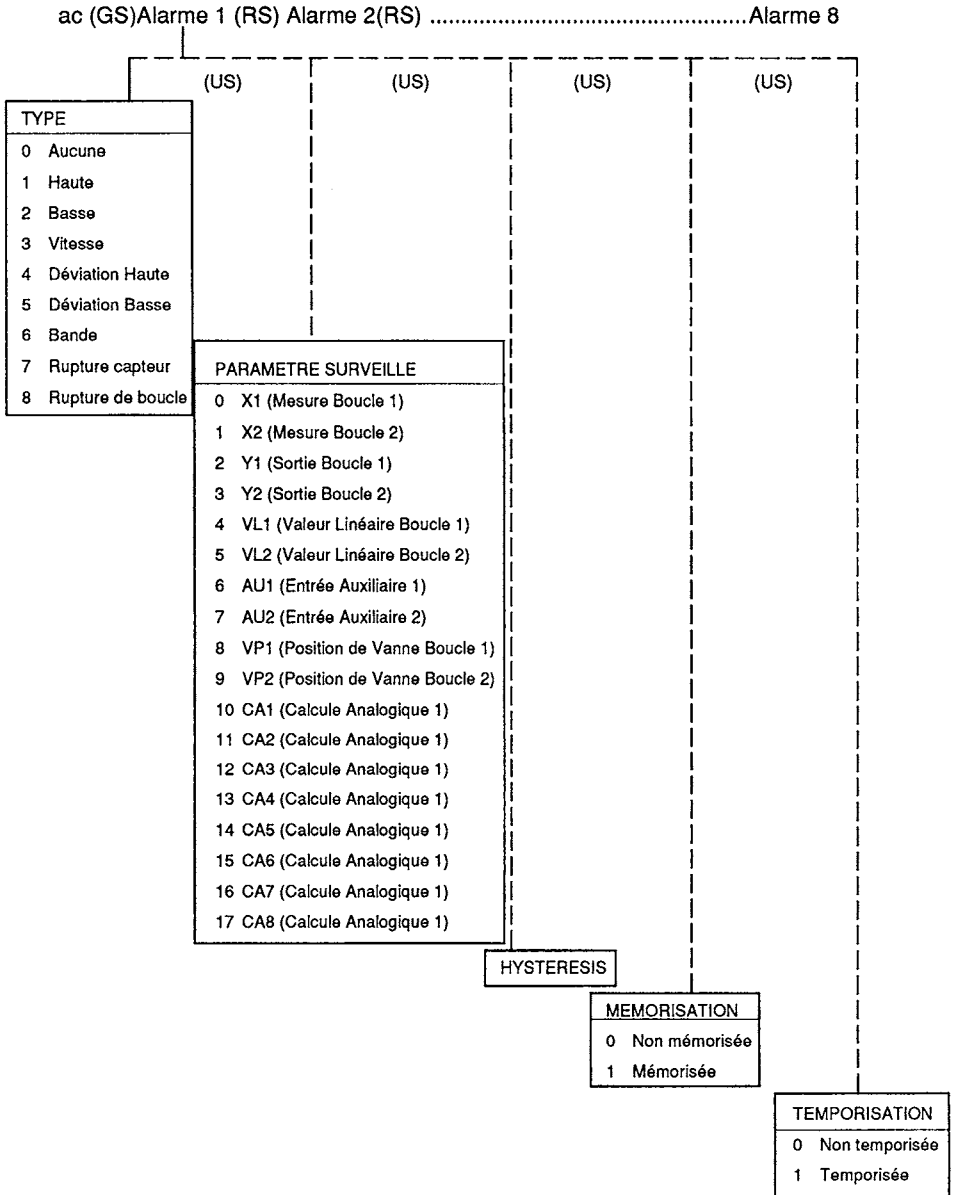 ac (GS)Alarme 1 (RS) Alarme 2(RS) ................................................Alarme 8
(US) (US) (US) (US)
TYPE
0 Aucune
1 Haute
2 Basse
3 Vitesse
4 Déviation Haute
5 Déviation Basse
6 Bande
7 Rupture capteur
8 Rupture de boucle
PARAMETRE SURVEILLE
0 X1 (Mesure Boucle 1)
1 X2 (Mesure Boucle 2)
2 Y1 (Sortie Boucle 1)
3 Y2 (Sortie Boucle 2)
4 VL1 (Valeur Linéaire Boucle 1)
5 VL2 (Valeur Linéaire Boucle 2)
6 AU1 (Entrée Auxiliaire 1)
7 AU2 (Entrée Auxiliaire 2)
8 VP1 (Position de Vanne Boucle 1)
9 VP2 (Position de Vanne Boucle 2)
10 CA1 (Calcule Analogique 1)
11 CA2 (Calcule Analogique 1)
12 CA3 (Calcule Analogique 1)
13 CA4 (Calcule Analogique 1)
14 CA5 (Calcule Analogique 1)
15 CA6 (Calcule Analogique 1)
16 CA7 (Calcule Analogique 1)
17 CA8 (Calcule Analogique 1)
HYSTERESIS
MEMORISATION
0 Non mémorisée
1 Mémorisée
TEMPORISATION
0 Non temporisée
1 Temporisée